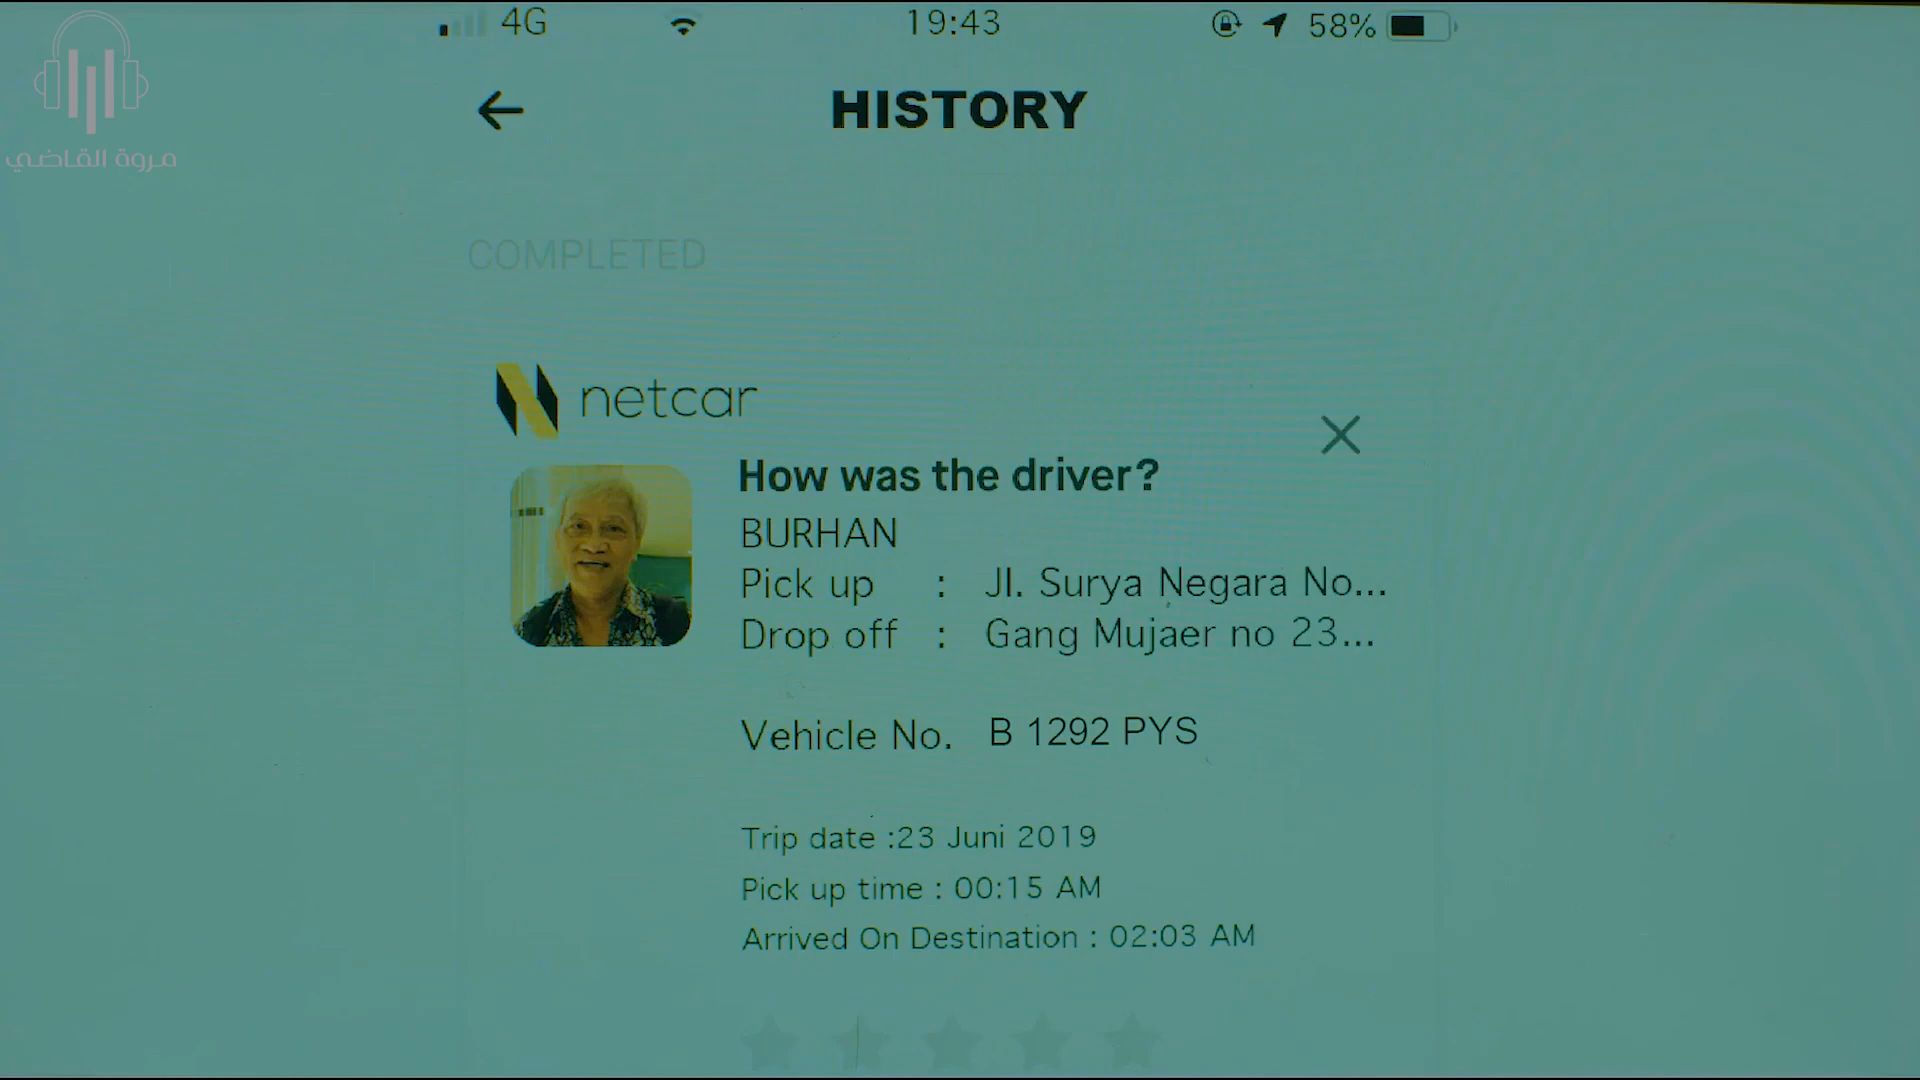 4G
19:43
58%
مروة القاضي
HISTORY
COMPLETED
netcar
How was the driver?
BURHAN
Pick up : Jl. Surya Negara No...
Drop off : Gang Mujaer no 23...
Vehicle No. B 1292 PYS
Trip date :23 Juni 2019
Pick up time : 00:15 AM
Arrived On Destination : 02:03 AM